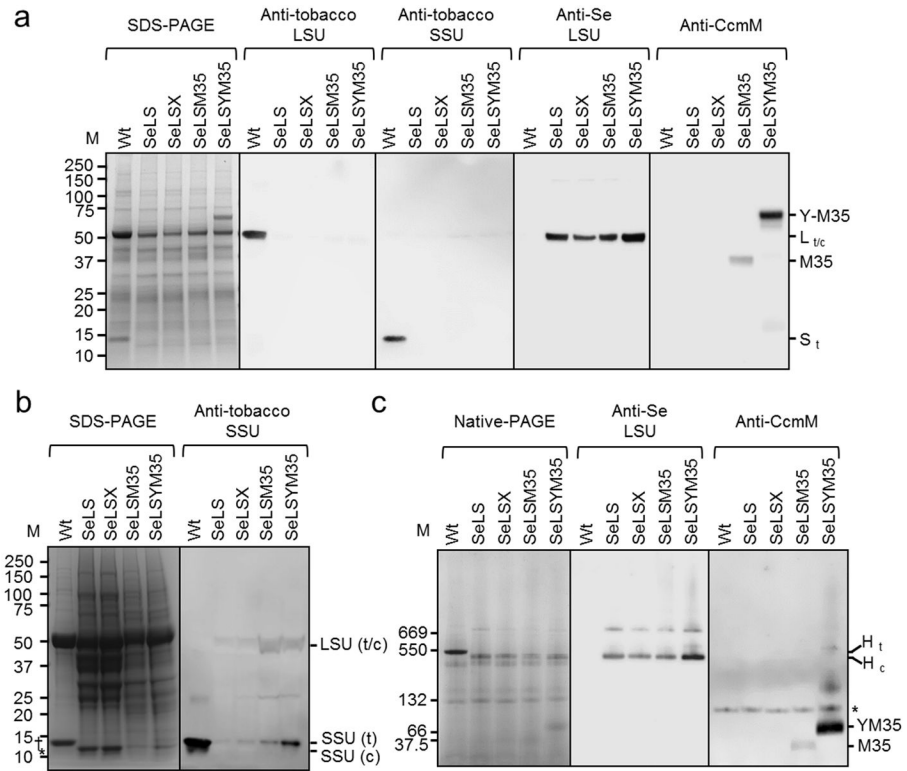 a
SDS-PAGE
Anti-tobacco
LSU
Anti-tobacco
SSU
Anti-Se
LSU
Anti-CcmM
M
Wt
SeLS
SeLSX
SeLSM35
SeLSYM35
Wt
SeLS
SeLSX
SeLSM35
SeLSYM35
Wt
SeLS
SeLSX
SeLSM35
SeLSYM35
Wt
SeLS
SeLSX
SeLSM35
SeLSYM35
Wt
SeLS
SeLSX
SeLSM35
SeLSYM35
250
150
100
75
50
37
25
20
15
10
Y-M35
L t/c
M35
S t
b
SDS-PAGE
Anti-tobacco
SSU
M
Wt
SeLS
SeLSX
SeLSM35
SeLSYM35
Wt
SeLS
SeLSX
SeLSM35
SeLSYM35
250
150
100
75
50
37
25
20
15
†
*
10
LSU (t/c)
SSU (t)
SSU (c)
c
Native-PAGE
Anti-Se
LSU
Anti-CcmM
M
Wt
SeLS
SeLSX
SeLSM35
SeLSYM35
Wt
SeLS
SeLSX
SeLSM35
SeLSYM35
Wt
SeLS
SeLSX
SeLSM35
SeLSYM35
669
550
132
66
37.5
H t
H c
*
YM35
M35